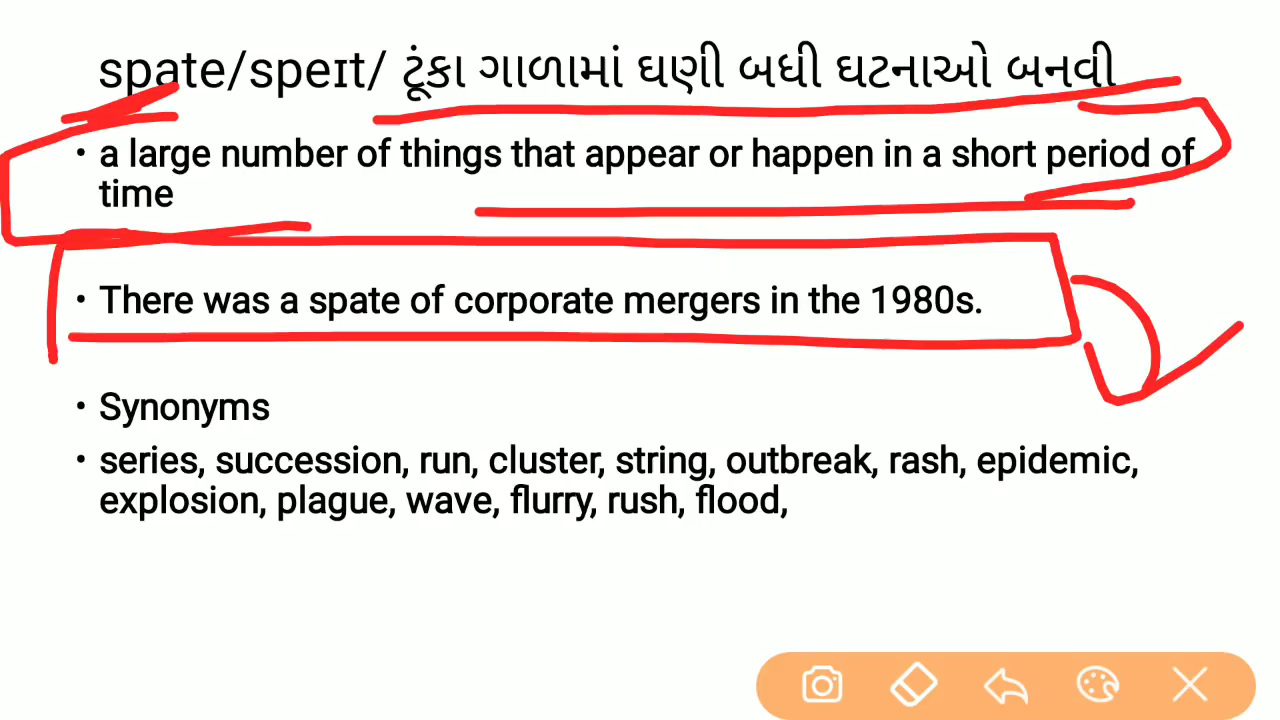 spate/speɪt/ ટૂંકા ગાળામાં ઘણી બધી ઘટનાઓ બનવી
• a large number of things that appear or happen in a short period of
time
• There was a spate of corporate mergers in the 1980s.
• Synonyms
• series, succession, run, cluster, string, outbreak, rash, epidemic,
explosion, plague, wave, flurry, rush, flood,